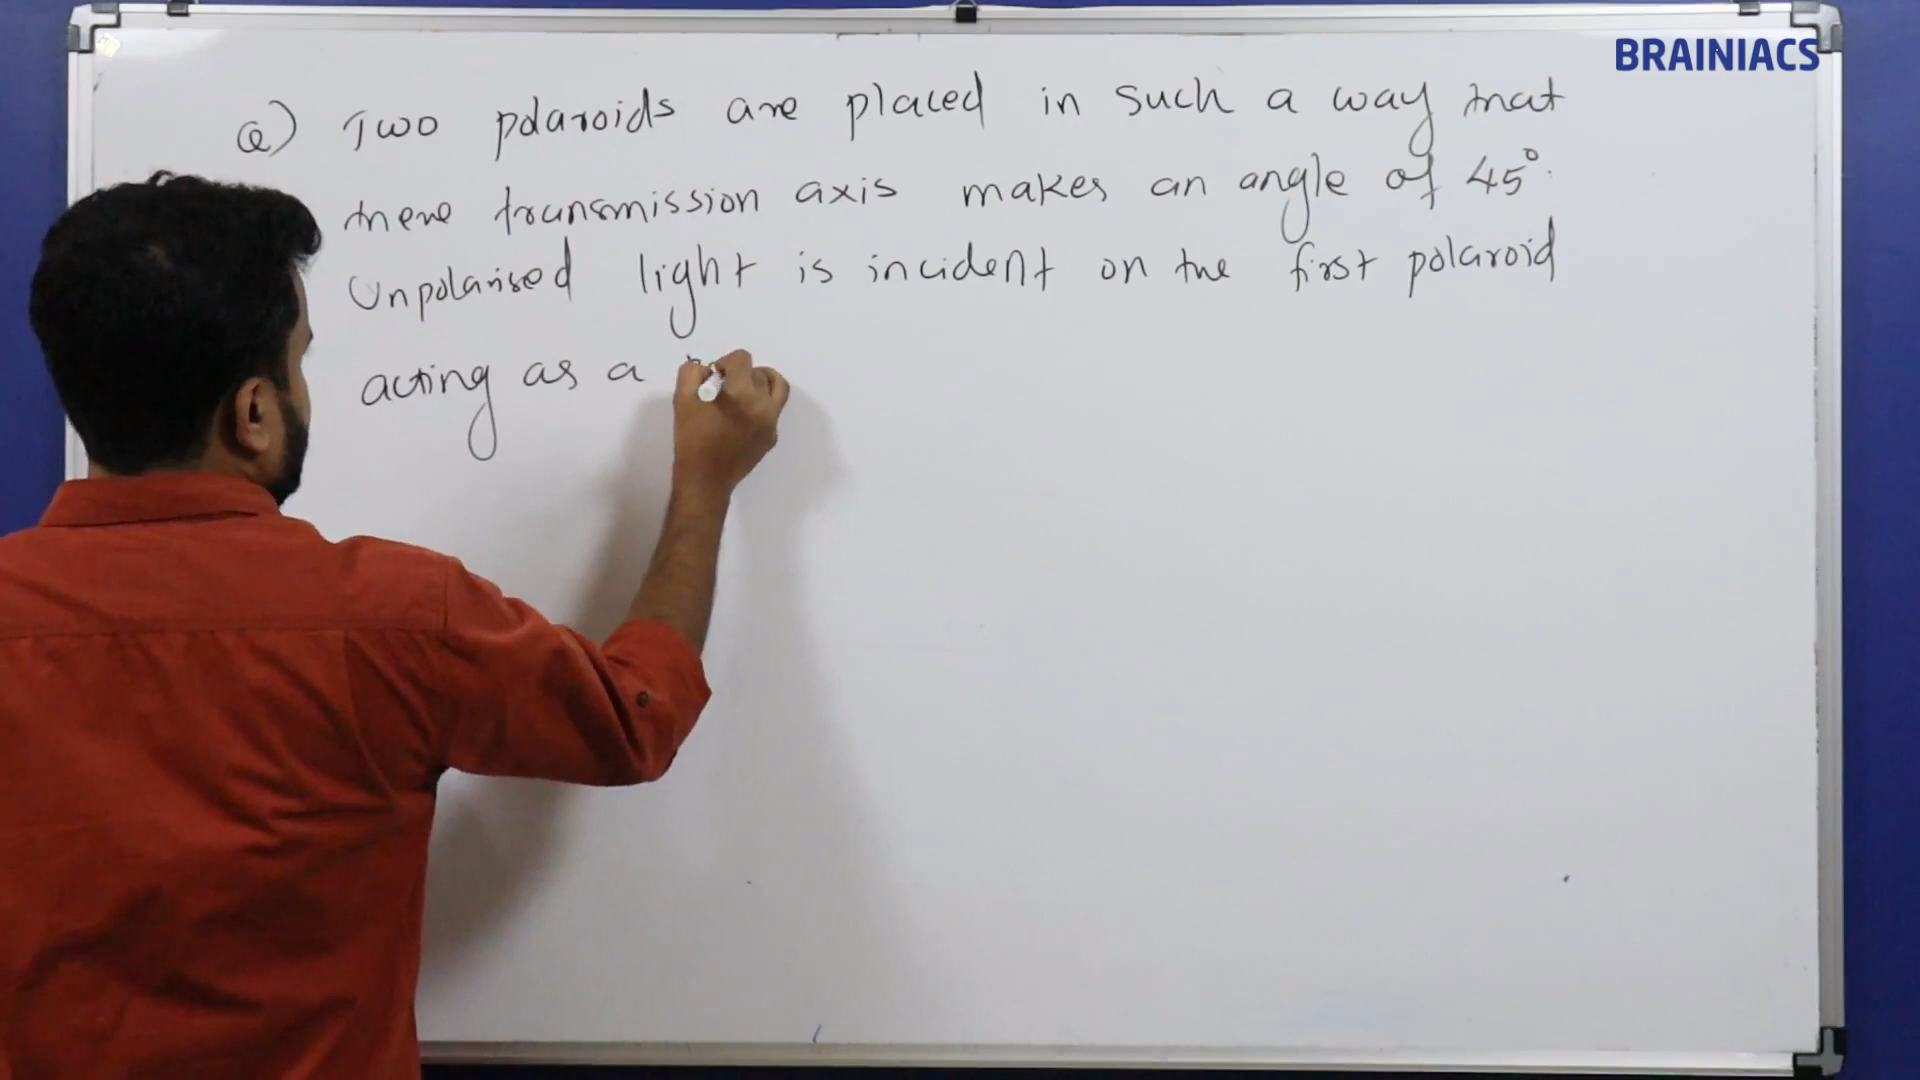 BRAINIACS
Q) Two polaroids are placed in such a way that
there transmission axis makes an angle of 45°.
Unpolarised light is incident on the first polaroid
acting as a